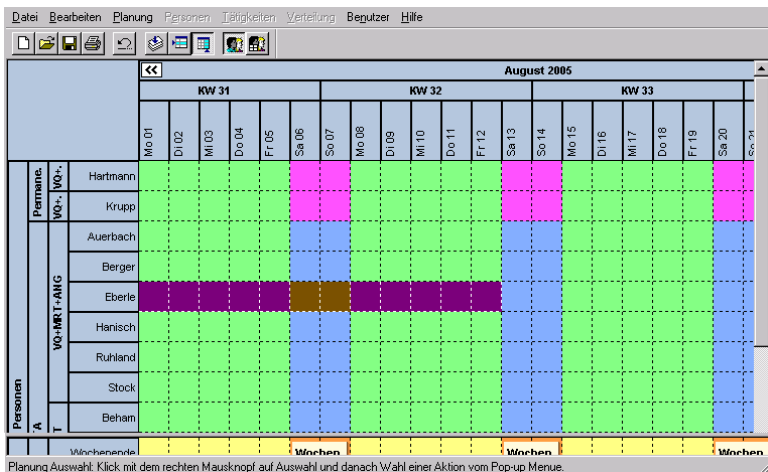 Datei Bearbeiten Planung Personen Tätigkeiten Verteilung Benutzer Hilfe
<< August 2005
KW 31 KW 32 KW 33
Mo 01 Di 02 Mi 03 Do 04 Fr 05 Sa 06 So 07 Mo 08 Di 09 Mi 10 Do 11 Fr 12 Sa 13 So 14 Mo 15 Di 16 Mi 17 Do 18 Fr 19 Sa 20 So 21
Personen
Permane.
VQ+.
Hartmann
VQ+.
Krupp
A
VQ+MRT+ANG
Auerbach
Berger
Eberle
Hanisch
Ruhland
Stock
T
Beham
Wochenende Wochen Wochen Wochen
Planung Auswahl: Klick mit dem rechten Mausknopf auf Auswahl und danach Wahl einer Aktion vom Pop-up Menue.